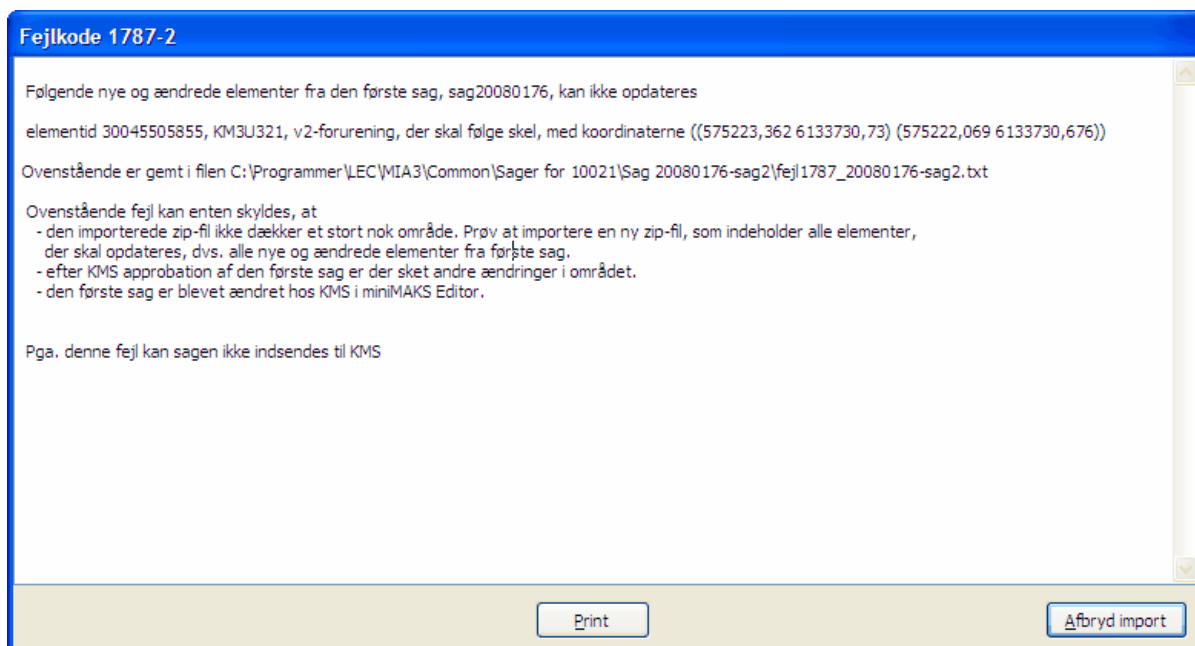 Fejlkode 1787-2
Følgende nye og ændrede elementer fra den første sag, sag20080176, kan ikke opdateres
elementid 30045505855, KM3U321, v2-forurening, der skal følge skel, med koordinaterne ((575223,362 6133730,73) (575222,069 6133730,676))
Ovenstående er gemt i filen C:\Programmer\LEC\MIA3\Common\Sager for 10021\Sag 20080176-sag2\fejl1787_20080176-sag2.txt
Ovenstående fejl kan enten skyldes, at
- den importerede zip-fil ikke dækker et stort nok område. Prøv at importere en ny zip-fil, som indeholder alle elementer,
der skal opdateres, dvs. alle nye og ændrede elementer fra første sag.
- efter KMS approbation af den første sag er der sket andre ændringer i området.
- den første sag er blevet ændret hos KMS i miniMAKS Editor.
Pga. denne fejl kan sagen ikke indsendes til KMS
Print
Afbryd import